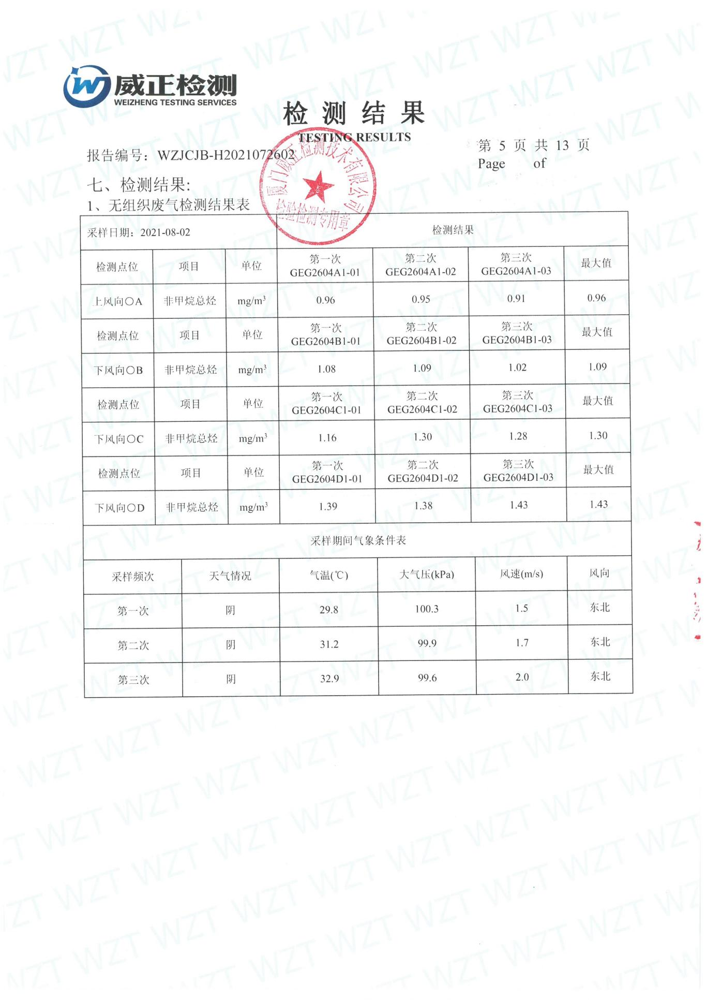 威正检测
WEIZHENG TESTING SERVICES
检测结果
TESTING RESULTS
报告编号：WZJCJB-H2021072602
第 5 页 共 13 页
Page of
七、检测结果:
1、无组织废气检测结果表
厦门威正检测技术有限公司
检验检测专用章
采样日期：2021-08-02 检测结果
检测点位 项目 单位 第一次 GEG2604A1-01 第二次 GEG2604A1-02 第三次 GEG2604A1-03 最大值
上风向○A 非甲烷总烃 mg/m³ 0.96 0.95 0.91 0.96
检测点位 项目 单位 第一次 GEG2604B1-01 第二次 GEG2604B1-02 第三次 GEG2604B1-03 最大值
下风向○B 非甲烷总烃 mg/m³ 1.08 1.09 1.02 1.09
检测点位 项目 单位 第一次 GEG2604C1-01 第二次 GEG2604C1-02 第三次 GEG2604C1-03 最大值
下风向○C 非甲烷总烃 mg/m³ 1.16 1.30 1.28 1.30
检测点位 项目 单位 第一次 GEG2604D1-01 第二次 GEG2604D1-02 第三次 GEG2604D1-03 最大值
下风向○D 非甲烷总烃 mg/m³ 1.39 1.38 1.43 1.43
采样期间气象条件表
采样频次 天气情况 气温(℃) 大气压(kPa) 风速(m/s) 风向
第一次 阴 29.8 100.3 1.5 东北
第二次 阴 31.2 99.9 1.7 东北
第三次 阴 32.9 99.6 2.0 东北